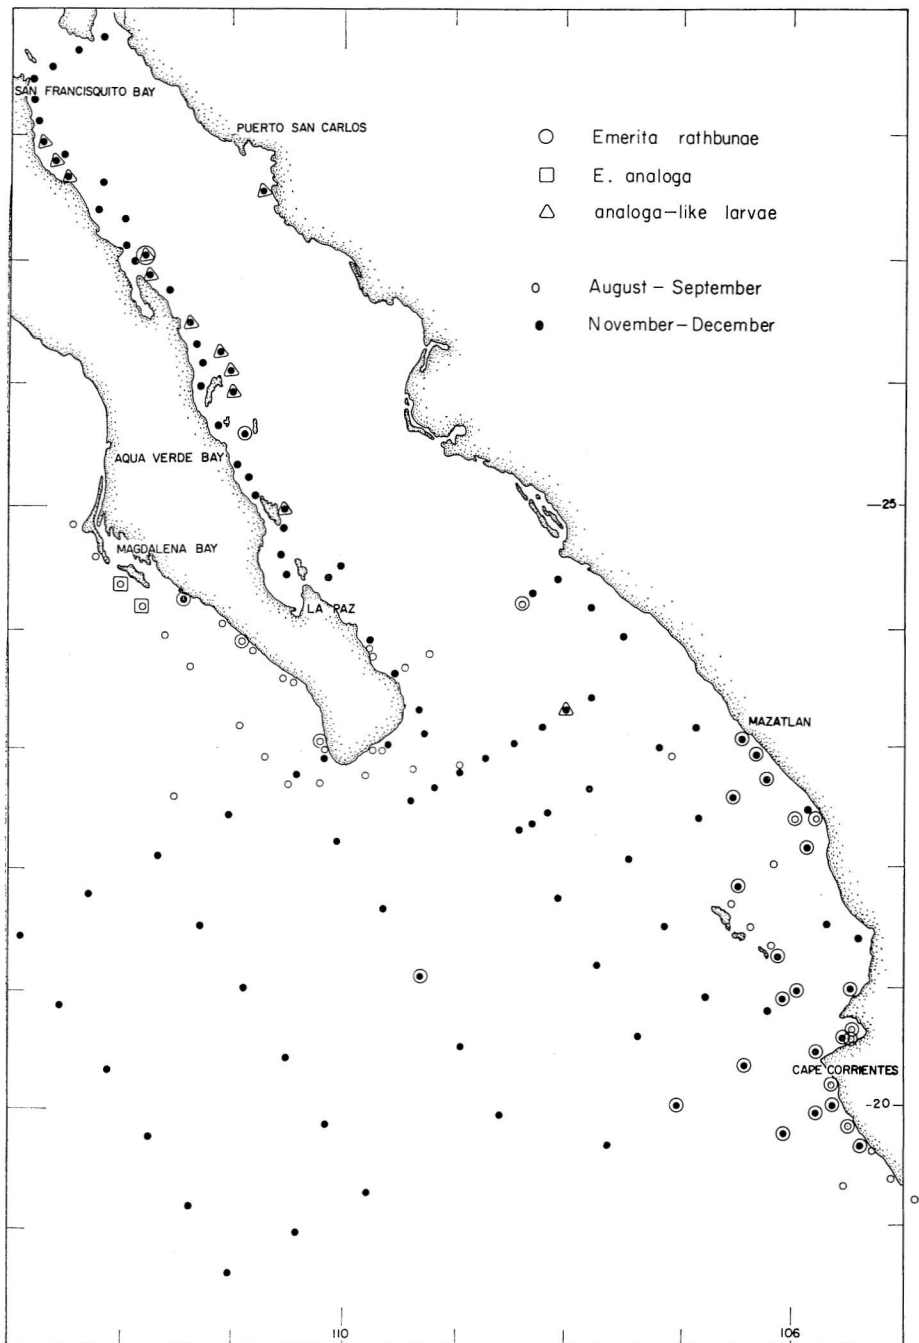 SAN FRANCISQUITO BAY
PUERTO SAN CARLOS
Emerita rathbunae
E. analoga
analoga-like larvae
August - September
November-December
AQUA VERDE BAY
25
MAGDALENA BAY
LA PAZ
MAZATLAN
CAPE CORRIENTES
20
110
106